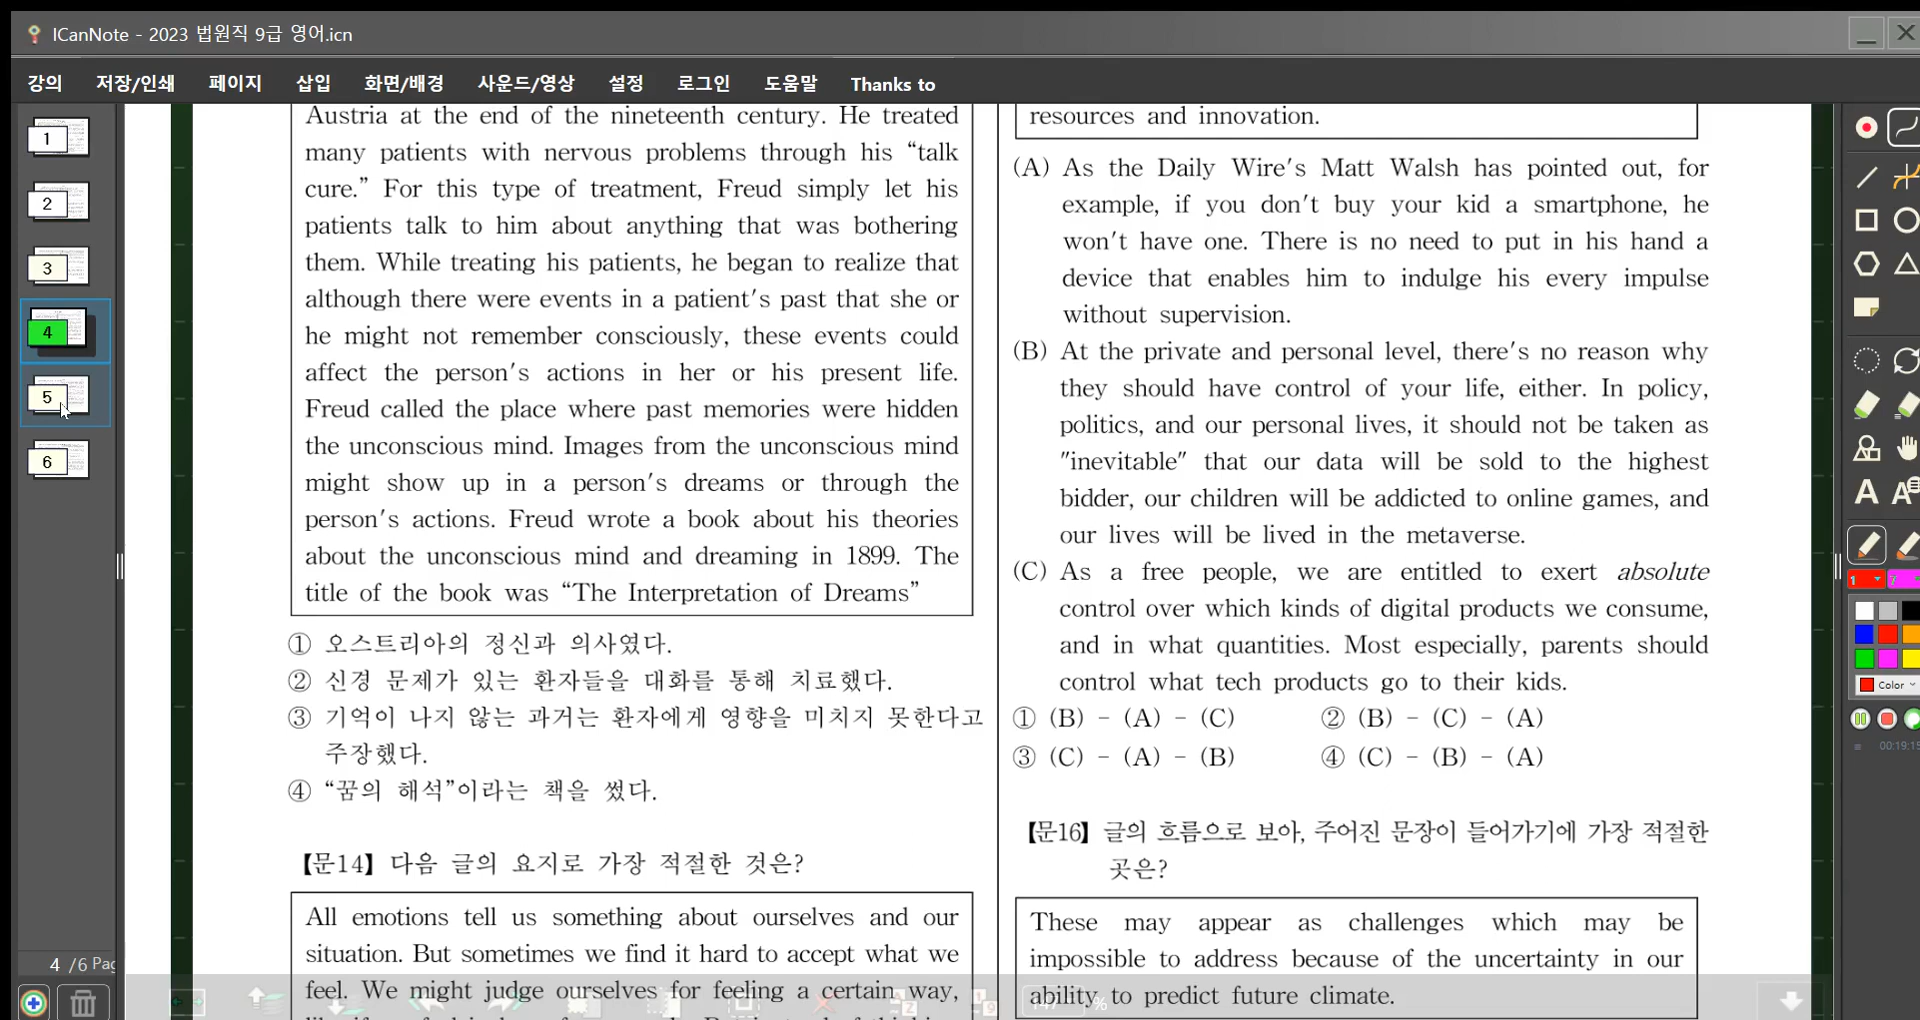 ICanNote - 2023 법원직 9급 영어.icn
강의 저장/인쇄 페이지 삽입 화면/배경 사운드/영상 설정 로그인 도움말 Thanks to
1
2
3
4
5
6
4 /6 Pag
Austria at the end of the nineteenth century. He treated
many patients with nervous problems through his “talk
cure.” For this type of treatment, Freud simply let his
patients talk to him about anything that was bothering
them. While treating his patients, he began to realize that
although there were events in a patient's past that she or
he might not remember consciously, these events could
affect the person's actions in her or his present life.
Freud called the place where past memories were hidden
the unconscious mind. Images from the unconscious mind
might show up in a person's dreams or through the
person's actions. Freud wrote a book about his theories
about the unconscious mind and dreaming in 1899. The
title of the book was “The Interpretation of Dreams”
① 오스트리아의 정신과 의사였다.
② 신경 문제가 있는 환자들을 대화를 통해 치료했다.
③ 기억이 나지 않는 과거는 환자에게 영향을 미치지 못한다고
주장했다.
④ “꿈의 해석”이라는 책을 썼다.
【문14】 다음 글의 요지로 가장 적절한 것은?
All emotions tell us something about ourselves and our
situation. But sometimes we find it hard to accept what we
feel. We might judge ourselves for feeling a certain way,
resources and innovation.
(A) As the Daily Wire's Matt Walsh has pointed out, for
example, if you don't buy your kid a smartphone, he
won't have one. There is no need to put in his hand a
device that enables him to indulge his every impulse
without supervision.
(B) At the private and personal level, there's no reason why
they should have control of your life, either. In policy,
politics, and our personal lives, it should not be taken as
"inevitable" that our data will be sold to the highest
bidder, our children will be addicted to online games, and
our lives will be lived in the metaverse.
(C) As a free people, we are entitled to exert absolute
control over which kinds of digital products we consume,
and in what quantities. Most especially, parents should
control what tech products go to their kids.
① (B) - (A) - (C) ② (B) - (C) - (A)
③ (C) - (A) - (B) ④ (C) - (B) - (A)
【문16】 글의 흐름으로 보아, 주어진 문장이 들어가기에 가장 적절한
곳은?
These may appear as challenges which may be
impossible to address because of the uncertainty in our
ability to predict future climate.
%
A A
1 7
Color
00:19:15